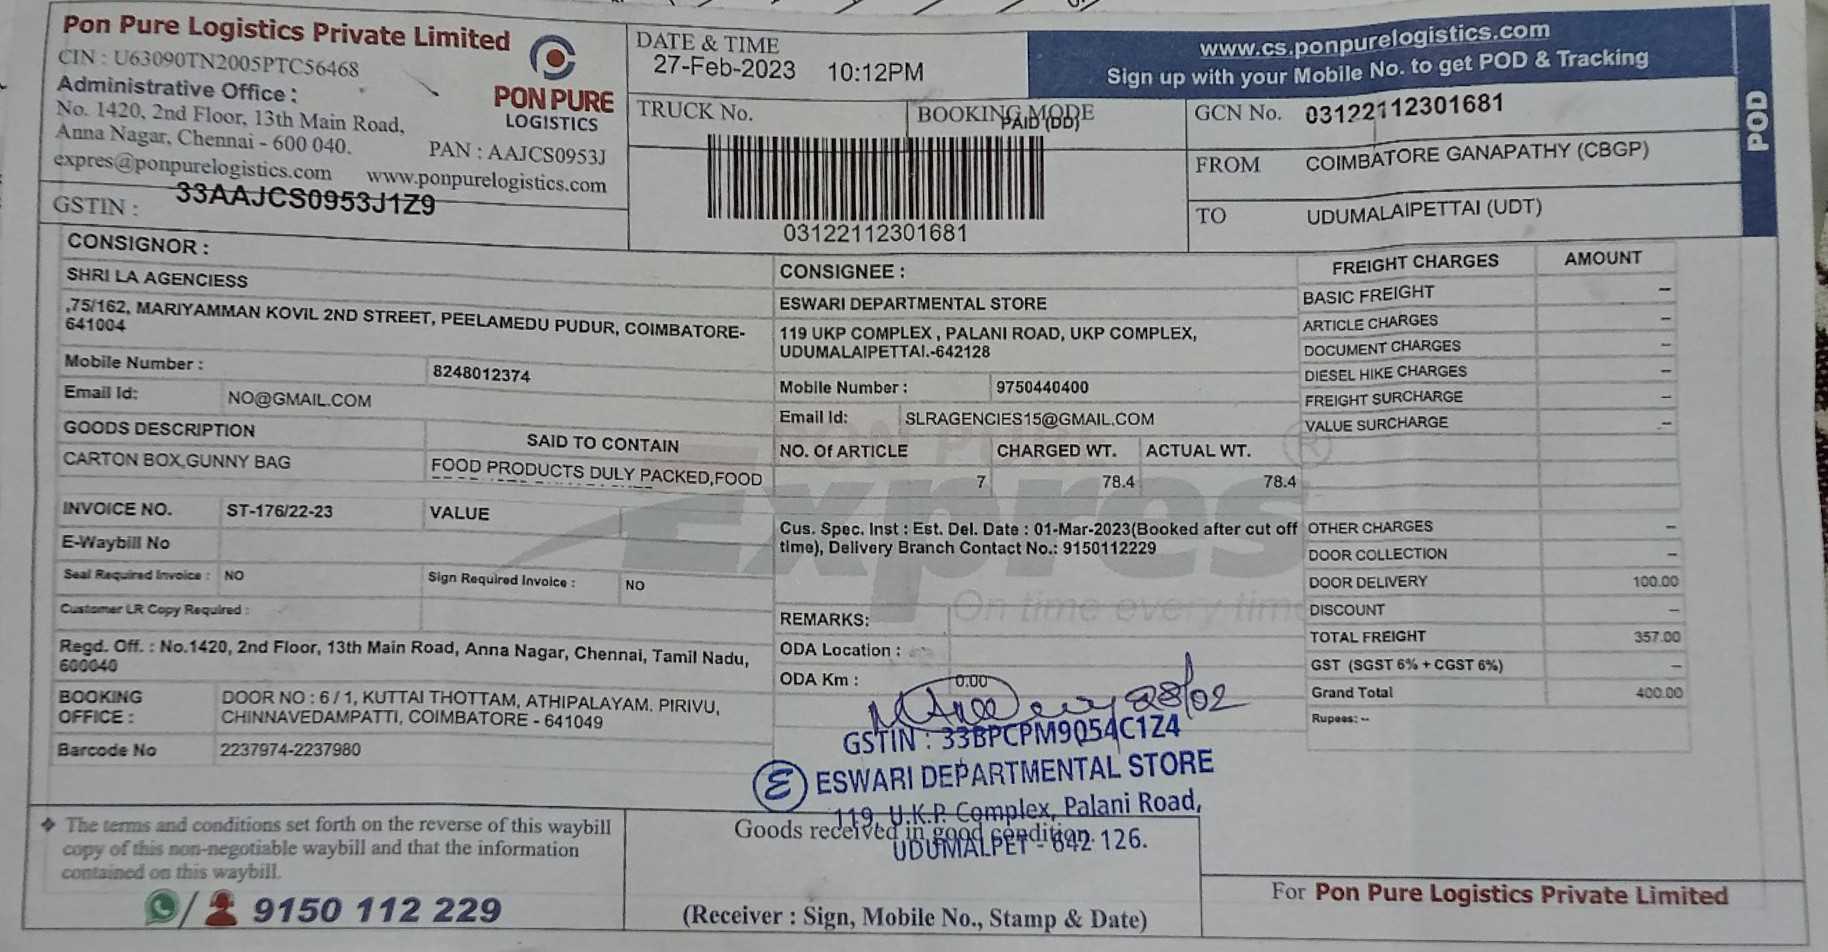 Pon Pure Logistics Private Limited
CIN : U63090TN2005PTC56468
Administrative Office :
No. 1420, 2nd Floor, 13th Main Road,
Anna Nagar, Chennai - 600 040.
PAN : AAJCS0953J
expres@ponpurelogistics.com www.ponpurelogistics.com
GSTIN : 33AAJCS0953J1Z9
PON PURE
LOGISTICS
DATE & TIME
27-Feb-2023 10:12PM
www.cs.ponpurelogistics.com
Sign up with your Mobile No. to get POD & Tracking
POD
TRUCK No.
BOOKING MODE
PAID (DD)
03122112301681
GCN No. 03122112301681
FROM COIMBATORE GANAPATHY (CBGP)
TO UDUMALAIPETTAI (UDT)
CONSIGNOR :
SHRI LA AGENCIESS
,75/162, MARIYAMMAN KOVIL 2ND STREET, PEELAMEDU PUDUR, COIMBATORE-
641004
Mobile Number : 8248012374
Email Id: NO@GMAIL.COM
GOODS DESCRIPTION SAID TO CONTAIN
CARTON BOX,GUNNY BAG FOOD PRODUCTS DULY PACKED,FOOD
INVOICE NO. ST-176/22-23 VALUE
E-Waybill No
Seal Required Invoice : NO Sign Required Invoice : NO
Customer LR Copy Required :
Regd. Off. : No.1420, 2nd Floor, 13th Main Road, Anna Nagar, Chennai, Tamil Nadu,
600040
BOOKING OFFICE : DOOR NO : 6 / 1, KUTTAI THOTTAM, ATHIPALAYAM. PIRIVU,
CHINNAVEDAMPATTI, COIMBATORE - 641049
Barcode No 2237974-2237980
CONSIGNEE :
ESWARI DEPARTMENTAL STORE
119 UKP COMPLEX , PALANI ROAD, UKP COMPLEX,
UDUMALAIPETTAI.-642128
Mobile Number : 9750440400
Email Id: SLRAGENCIES15@GMAIL.COM
NO. Of ARTICLE CHARGED WT. ACTUAL WT.
7 78.4 78.4
Cus. Spec. Inst : Est. Del. Date : 01-Mar-2023(Booked after cut off
time), Delivery Branch Contact No.: 9150112229
Expres
On time every time
®
REMARKS:
ODA Location :
ODA Km : 0.00
28/02
GSTIN : 33BPCPM9054C1Z4
E ESWARI DEPARTMENTAL STORE
119, U.K.P. Complex, Palani Road,
UDUMALPET - 642 126.
FREIGHT CHARGES AMOUNT
BASIC FREIGHT –
ARTICLE CHARGES –
DOCUMENT CHARGES –
DIESEL HIKE CHARGES –
FREIGHT SURCHARGE –
VALUE SURCHARGE –
OTHER CHARGES –
DOOR COLLECTION –
DOOR DELIVERY 100.00
DISCOUNT –
TOTAL FREIGHT 357.00
GST (SGST 6% + CGST 6%) –
Grand Total 400.00
Rupees: --
❖ The terms and conditions set forth on the reverse of this waybill
copy of this non-negotiable waybill and that the information
contained on this waybill.
/ 9150 112 229
Goods received in good condition.
(Receiver : Sign, Mobile No., Stamp & Date)
For Pon Pure Logistics Private Limited